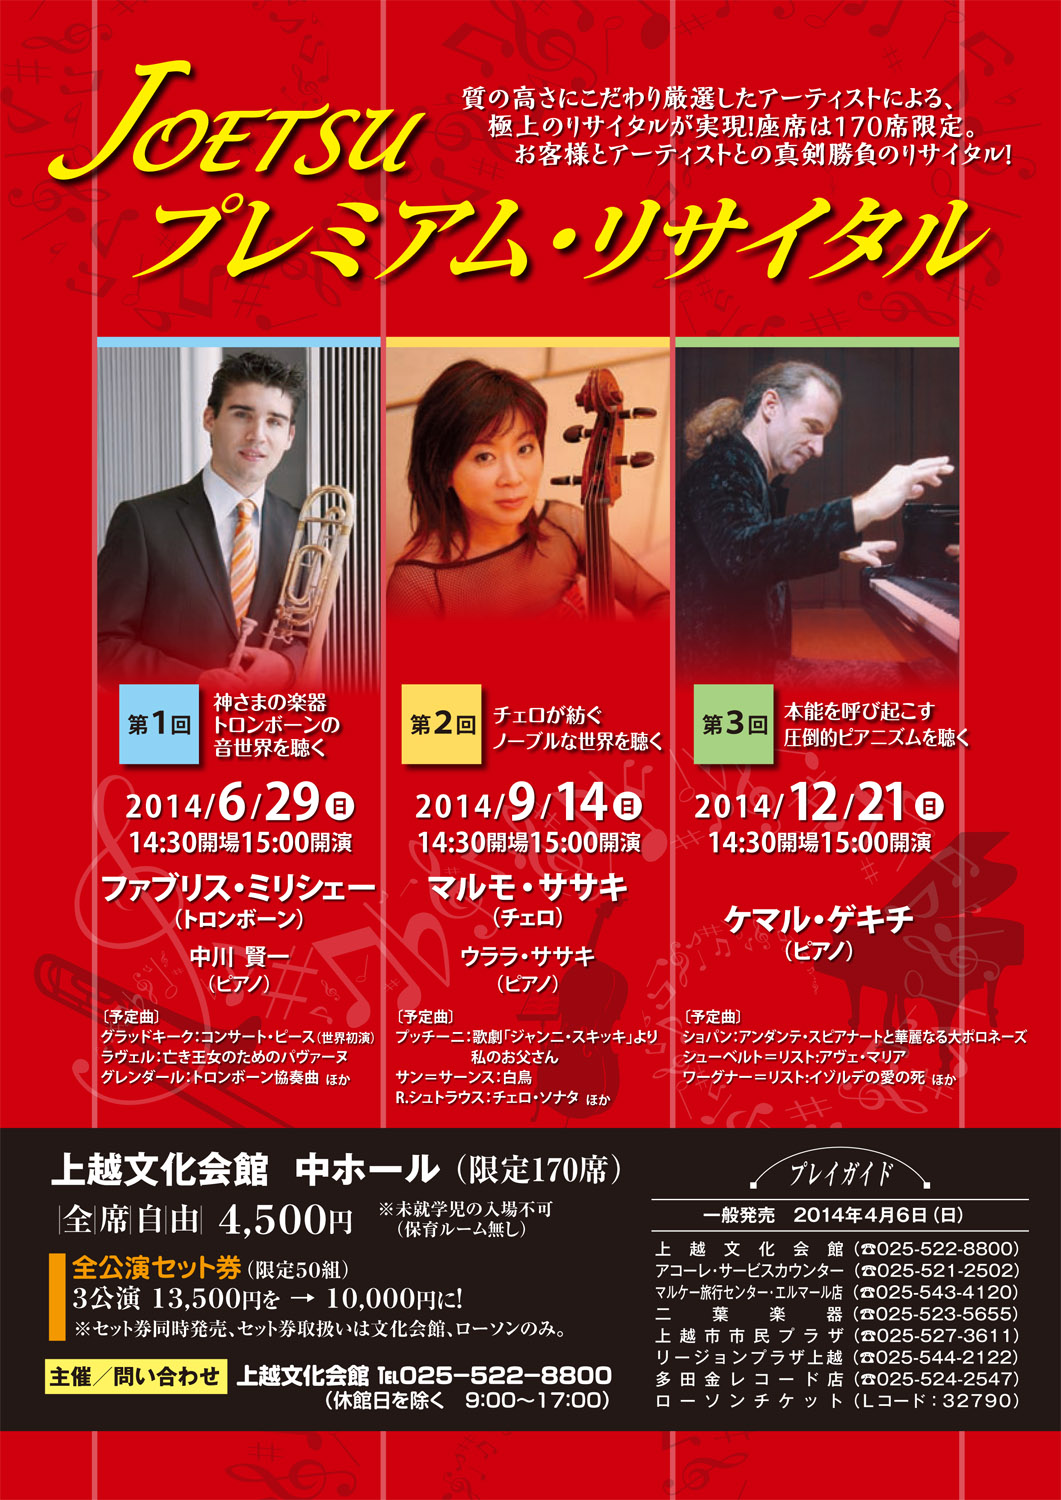 JOETSU
プレミアム・リサイタル
質の高さにこだわり厳選したアーティストによる、
極上のリサイタルが実現!座席は170席限定。
お客様とアーティストとの真剣勝負のリサイタル!
第1回
神さまの楽器
トロンボーンの
音世界を聴く
2014/6/29㊐
14:30開場15:00開演
ファブリス・ミリシェー
(トロンボーン)
中川 賢一
(ピアノ)
〔予定曲〕
グラッドキーク:コンサート・ピース(世界初演)
ラヴェル:亡き王女のためのパヴァーヌ
グレンダール:トロンボーン協奏曲 ほか
第2回
チェロが紡ぐ
ノーブルな世界を聴く
2014/9/14㊐
14:30開場15:00開演
マルモ・ササキ
(チェロ)
ウララ・ササキ
(ピアノ)
〔予定曲〕
プッチーニ:歌劇「ジャンニ・スキッキ」より
私のお父さん
サン=サーンス:白鳥
R.シュトラウス:チェロ・ソナタ ほか
第3回
本能を呼び起こす
圧倒的ピアニズムを聴く
2014/12/21㊐
14:30開場15:00開演
ケマル・ゲキチ
(ピアノ)
〔予定曲〕
ショパン:アンダンテ・スピアナートと華麗なる大ポロネーズ
シューベルト=リスト:アヴェ・マリア
ワーグナー=リスト:イゾルデの愛の死 ほか
上越文化会館 中ホール(限定170席)
全席自由 4,500円
※未就学児の入場不可
(保育ルーム無し)
全公演セット券(限定50組)
3公演 13,500円を → 10,000円に!
※セット券同時発売、セット券取扱いは文化会館、ローソンのみ。
主催/問い合わせ 上越文化会館 ℡025-522-8800
(休館日を除く 9:00〜17:00)
プレイガイド
一般発売 2014年4月6日(日)
上越文化会館(☎025-522-8800)
アコーレ・サービスカウンター(☎025-521-2502)
マルケー旅行センター・エルマール店(☎025-543-4120)
二葉楽器(☎025-523-5655)
上越市市民プラザ(☎025-527-3611)
リージョンプラザ上越(☎025-544-2122)
多田金レコード店(☎025-524-2547)
ローソンチケット(Lコード:32790)